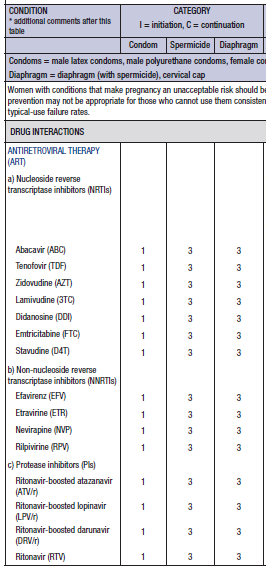 CONDITION
* additional comments after this
table
CATEGORY
I = initiation, C = continuation
Condom Spermicide Diaphragm
Condoms = male latex condoms, male polyurethane condoms, female
Diaphragm = diaphragm (with spermicide), cervical cap
Women with conditions that make pregnancy an unacceptable risk should
prevention may not be appropriate for those who cannot use them
typical-use failure rates.
DRUG INTERACTIONS
ANTIRETROVIRAL THERAPY
(ART)
a) Nucleoside reverse
transcriptase inhibitors (NRTIs)
Abacavir (ABC) 1 3 3
Tenofovir (TDF) 1 3 3
Zidovudine (AZT) 1 3 3
Lamivudine (3TC) 1 3 3
Didanosine (DDI) 1 3 3
Emtricitabine (FTC) 1 3 3
Stavudine (D4T) 1 3 3
b) Non-nucleoside reverse
transcriptase inhibitors (NNRTIs)
Efavirenz (EFV) 1 3 3
Etravirine (ETR) 1 3 3
Nevirapine (NVP) 1 3 3
Rilpivirine (RPV) 1 3 3
c) Protease inhibitors (PIs)
Ritonavir-boosted atazanavir
(ATV/r) 1 3 3
Ritonavir-boosted lopinavir
(LPV/r) 1 3 3
Ritonavir-boosted darunavir
(DRV/r) 1 3 3
Ritonavir (RTV) 1 3 3